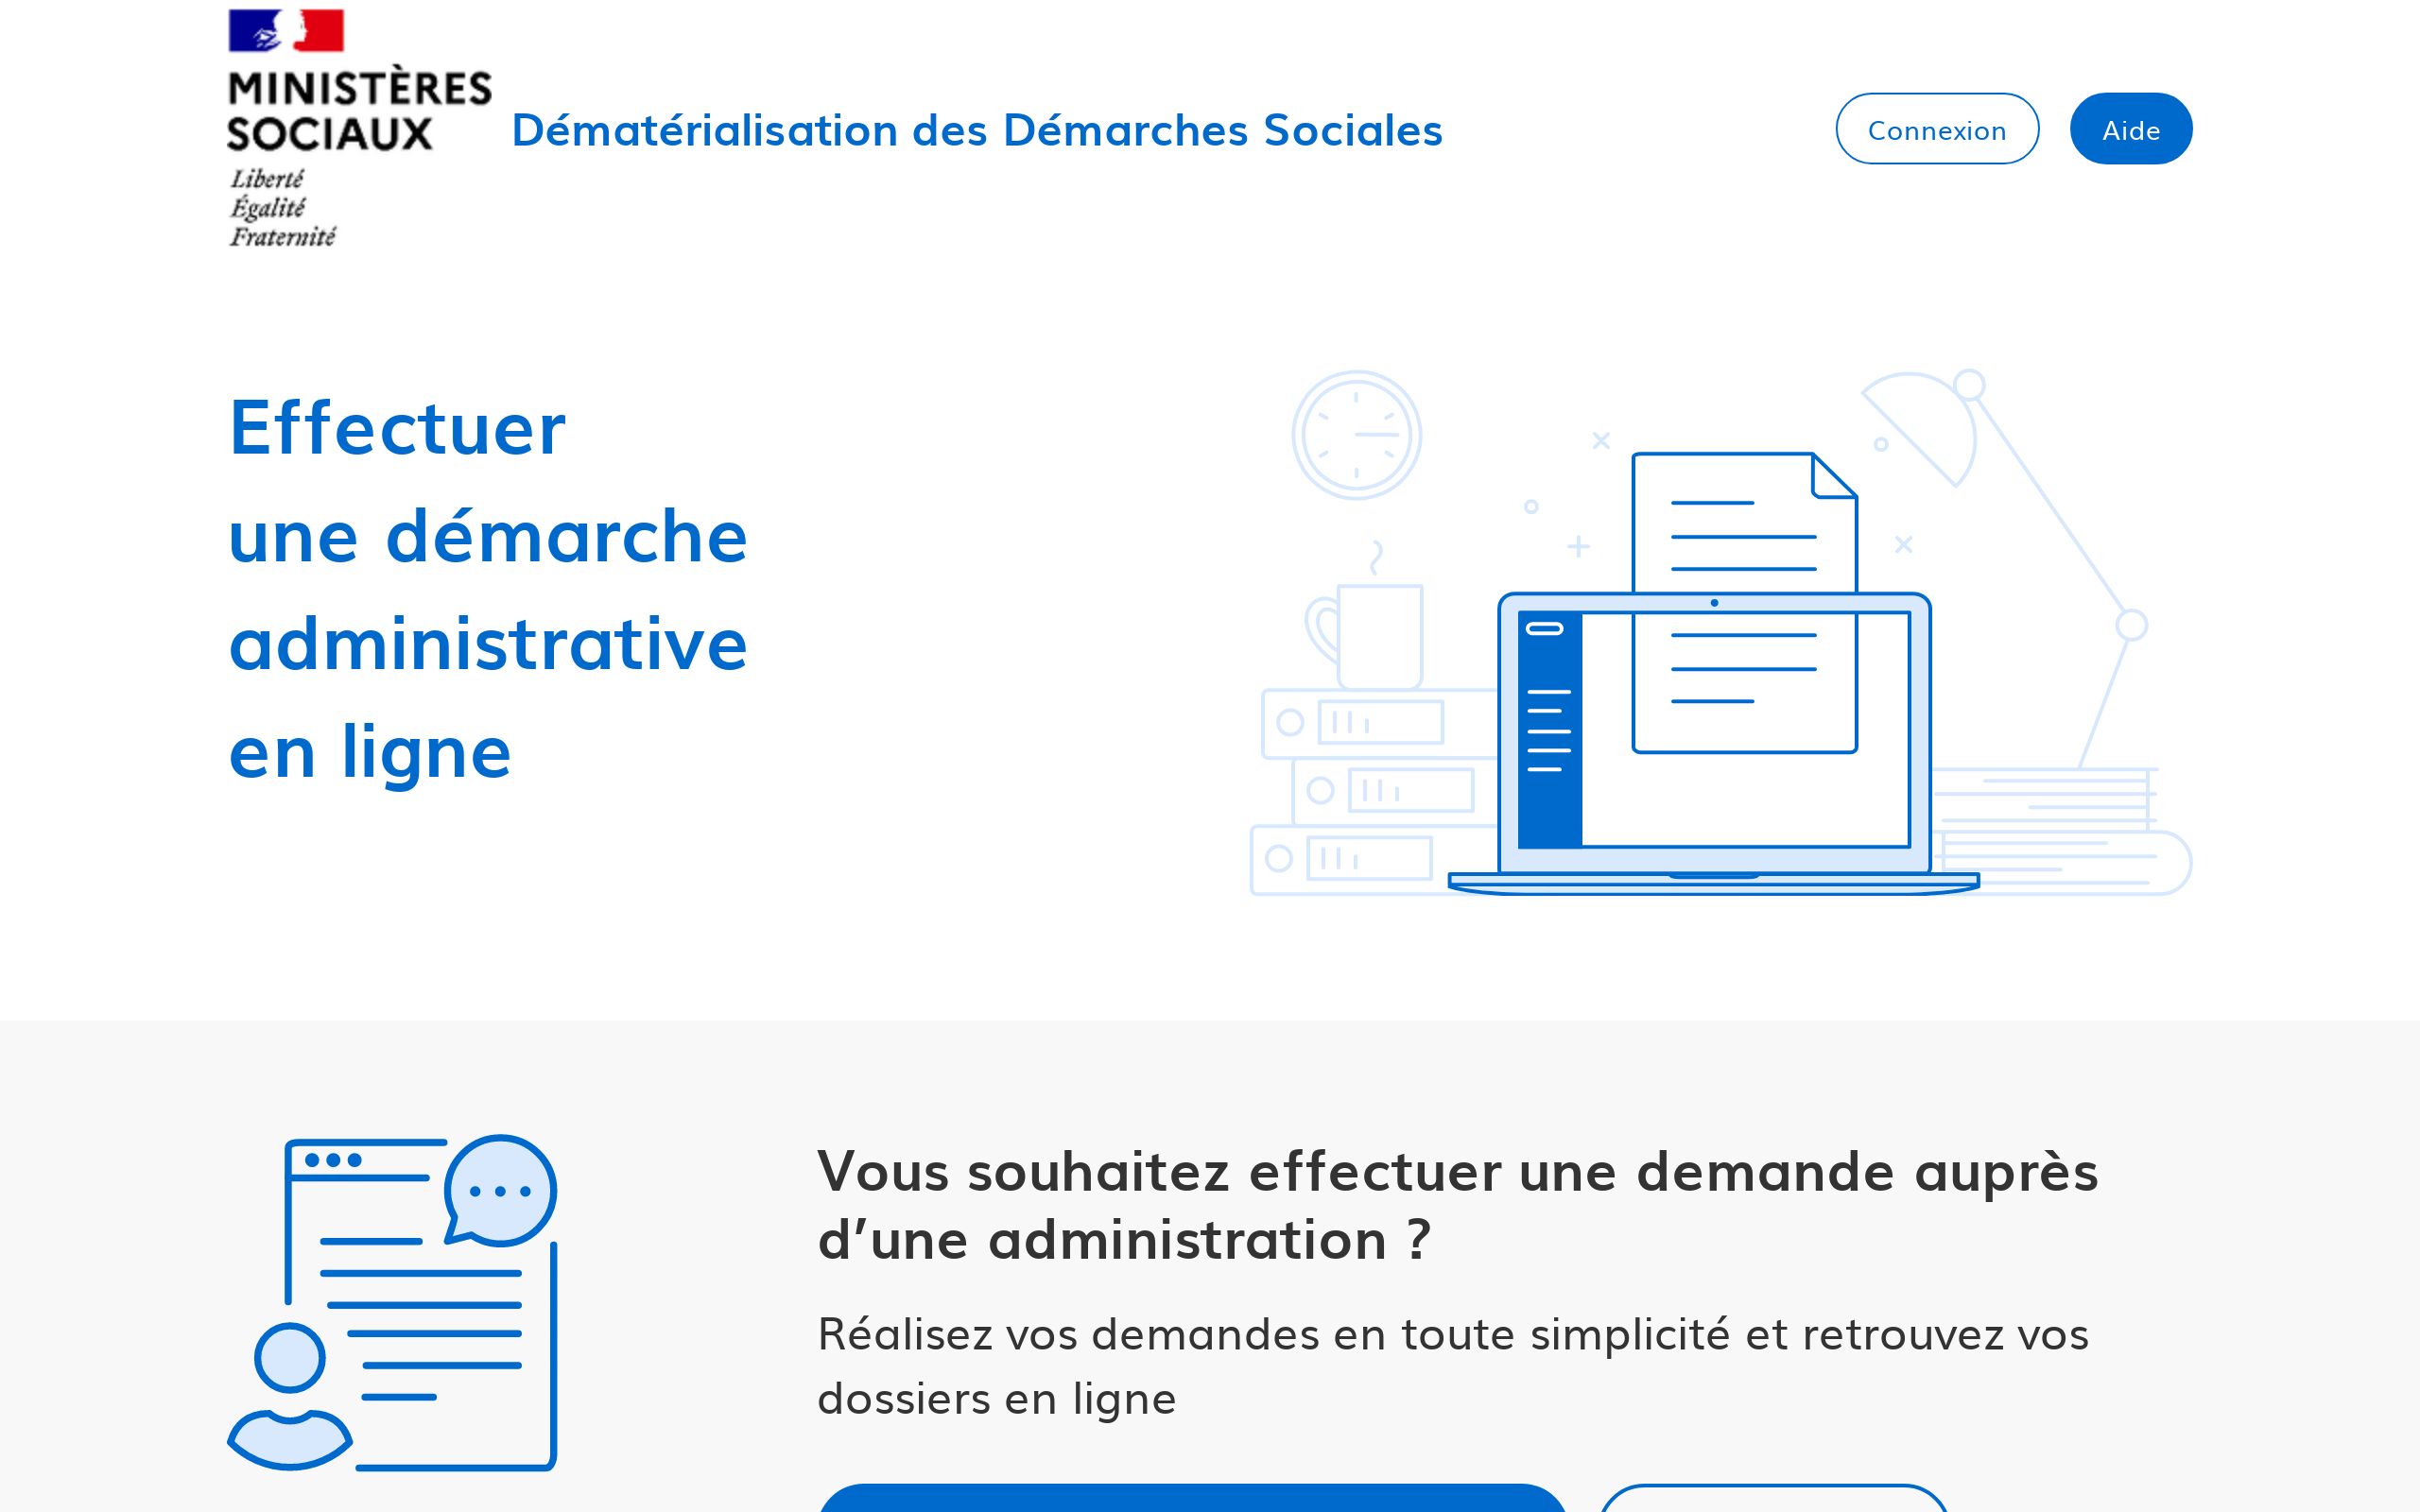 MINISTÈRES
SOCIAUX
Liberté
Égalité
Fraternité
Dématérialisation des Démarches Sociales
Connexion
Aide
Effectuer
une démarche
administrative
en ligne
Vous souhaitez effectuer une demande auprès
d’une administration ?
Réalisez vos demandes en toute simplicité et retrouvez vos
dossiers en ligne